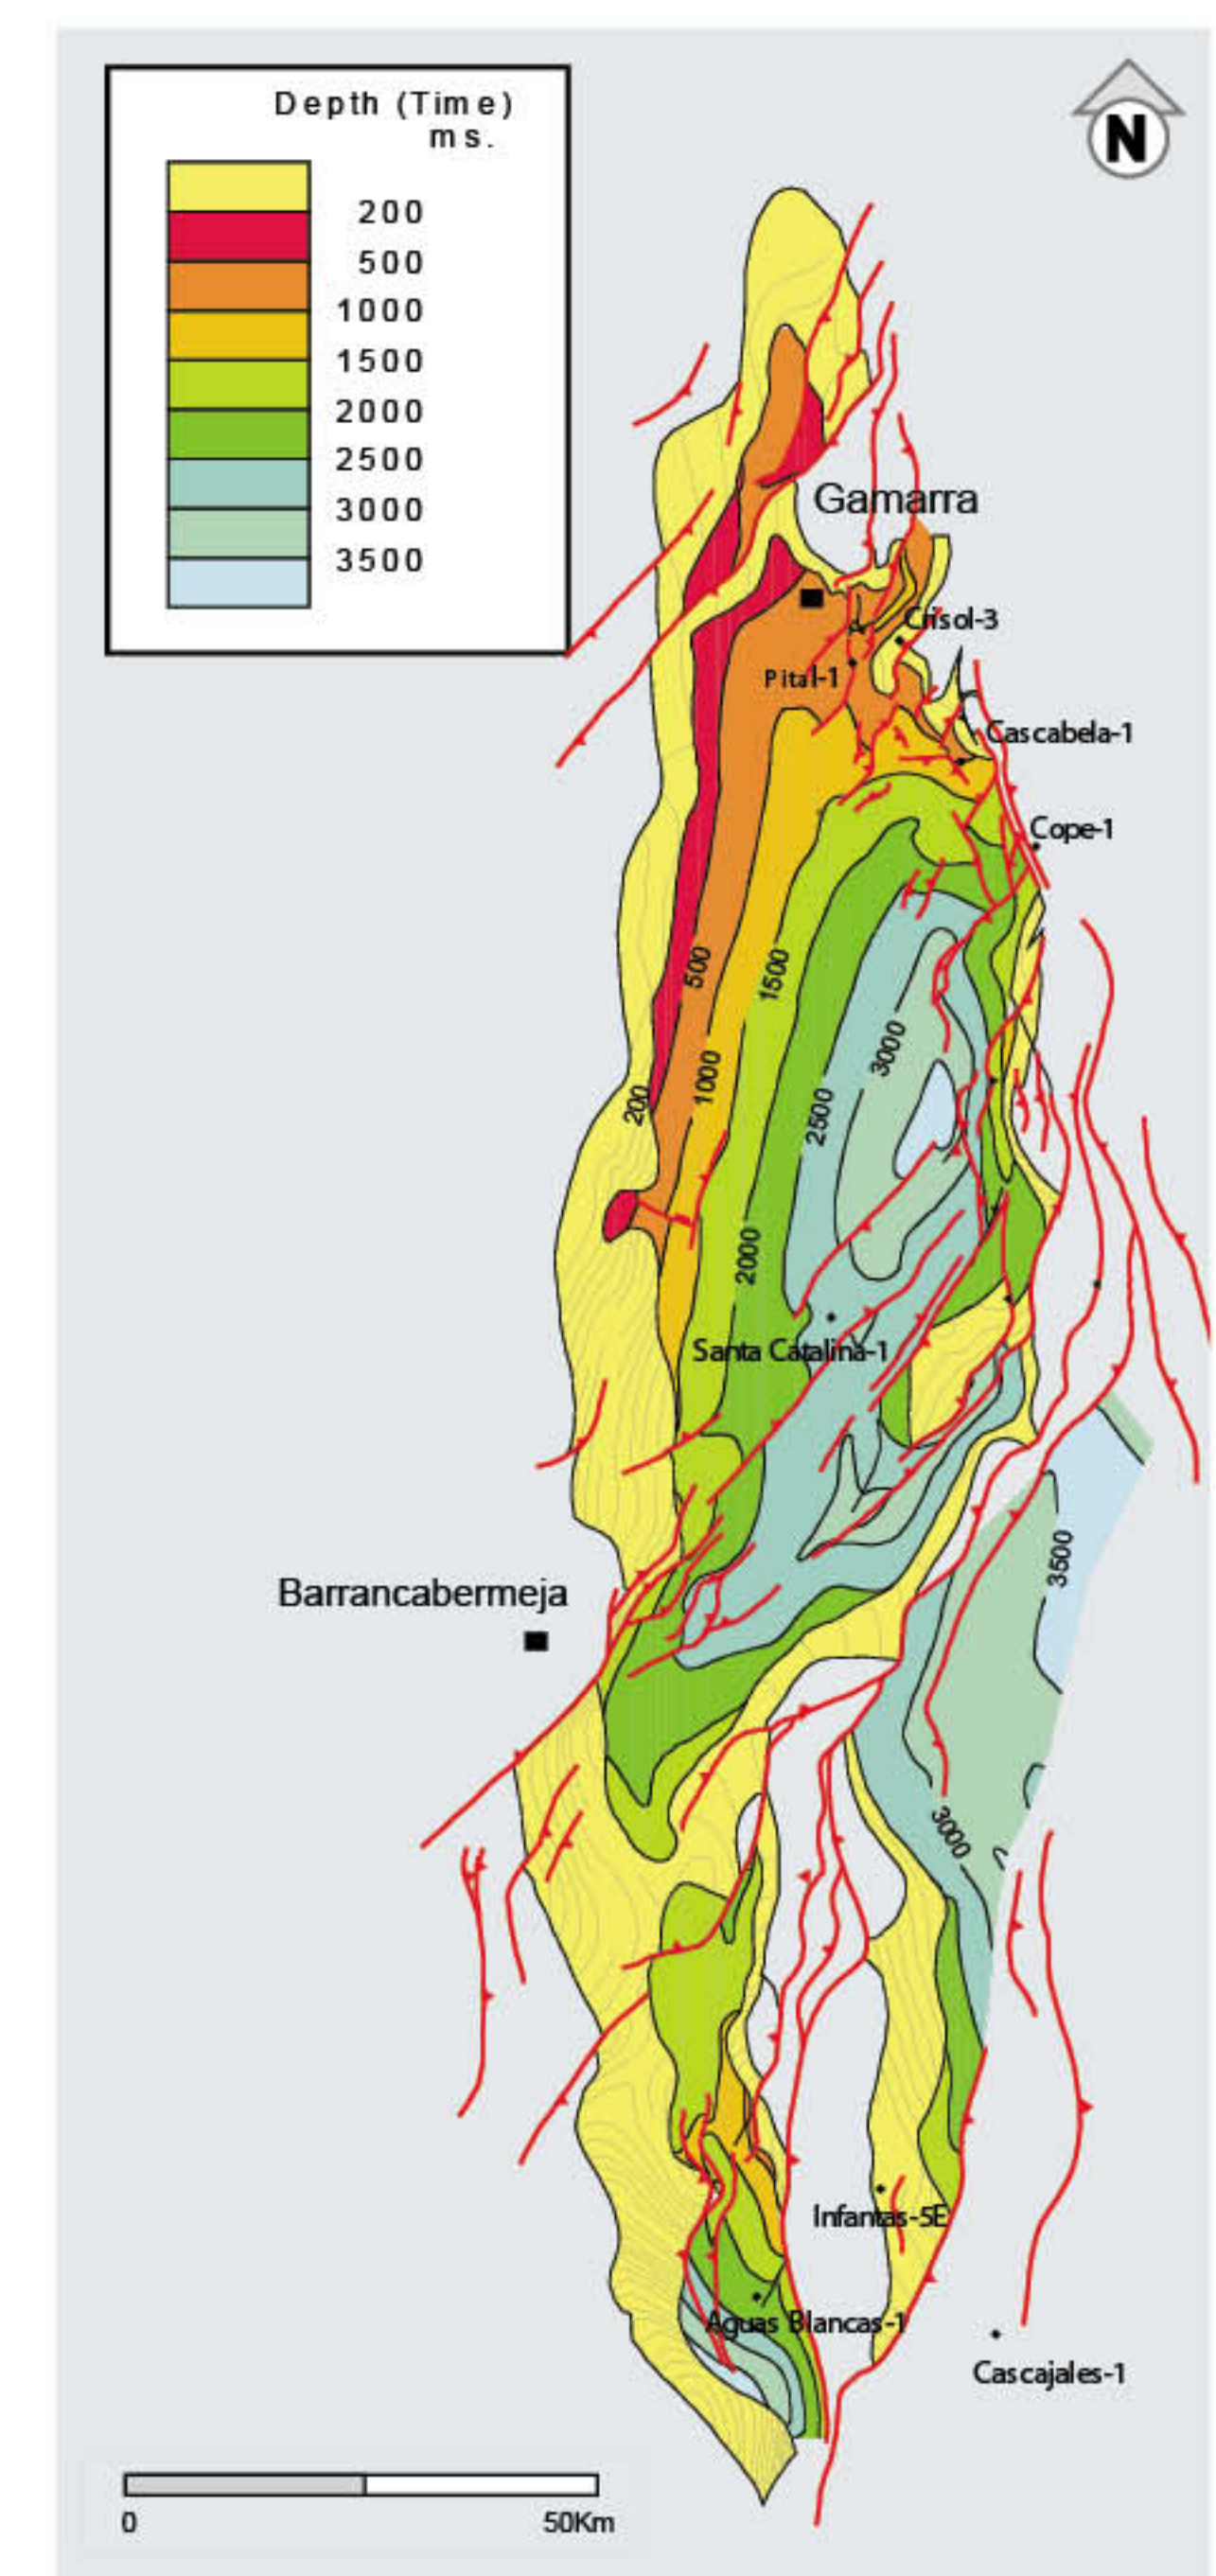 Depth (Time)
ms.
N
200
500
1000
1500
2000
2500
3000
3500
Gamarra
Crisol-3
Pital-1
Cascabela-1
Cope-1
500
1500
3000
1000
200
2500
2000
Santa Catalina-1
3500
Barrancabermeja
3000
Infantas-5E
Aguas Blancas-1
Cascajales-1
0
50Km